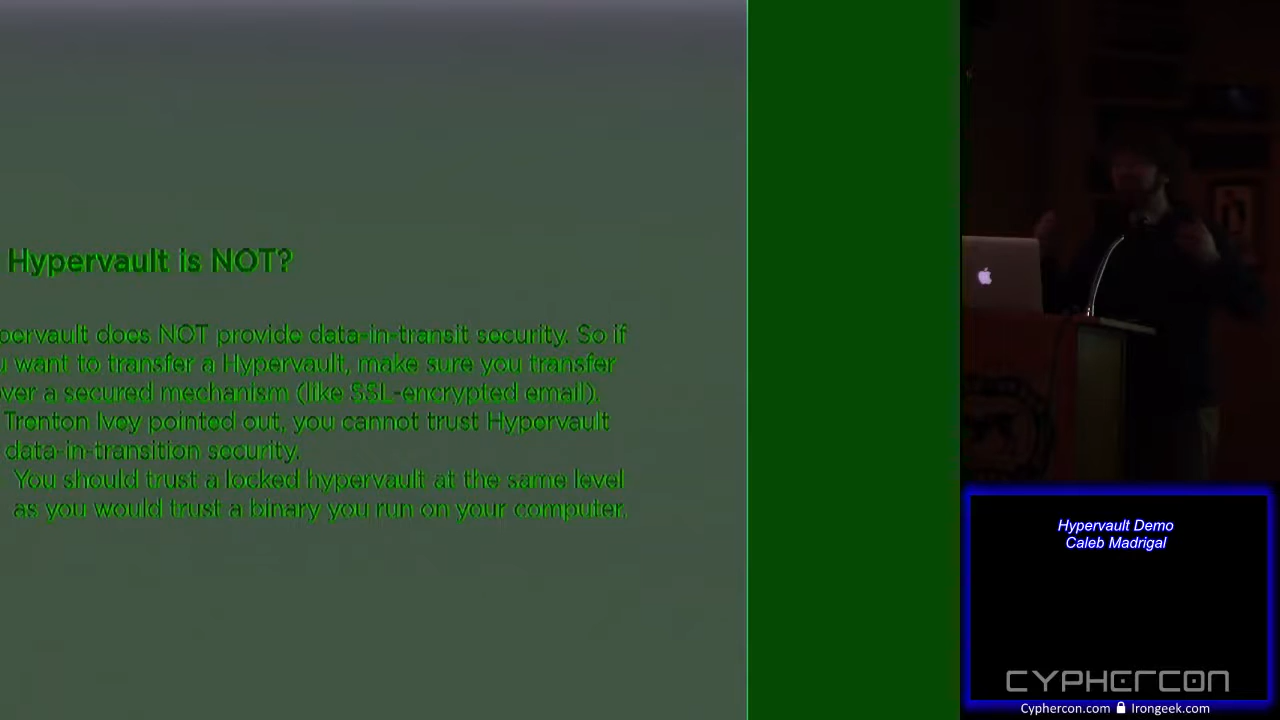 Hypervault is NOT?
pervault does NOT provide data-in-transit security. So if
u want to transfer a Hypervault, make sure you transfer
ver a secured mechanism (like SSL-encrypted email).
Trenton Ivey pointed out, you cannot trust Hypervault
data-in-transition security.
You should trust a locked hypervault at the same level
as you would trust a binary you run on your computer.
Hypervault Demo
Caleb Madrigal
CYPHERCON
Cyphercon.com Irongeek.com